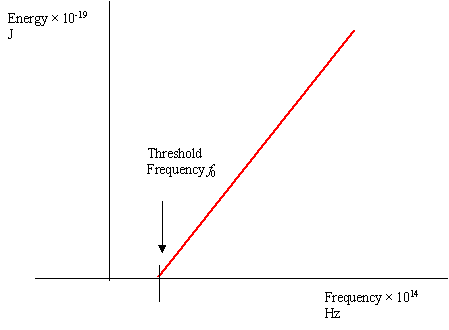 Energy × 10⁻¹⁹
J
Threshold
Frequency f₀
Frequency × 10¹⁴
Hz